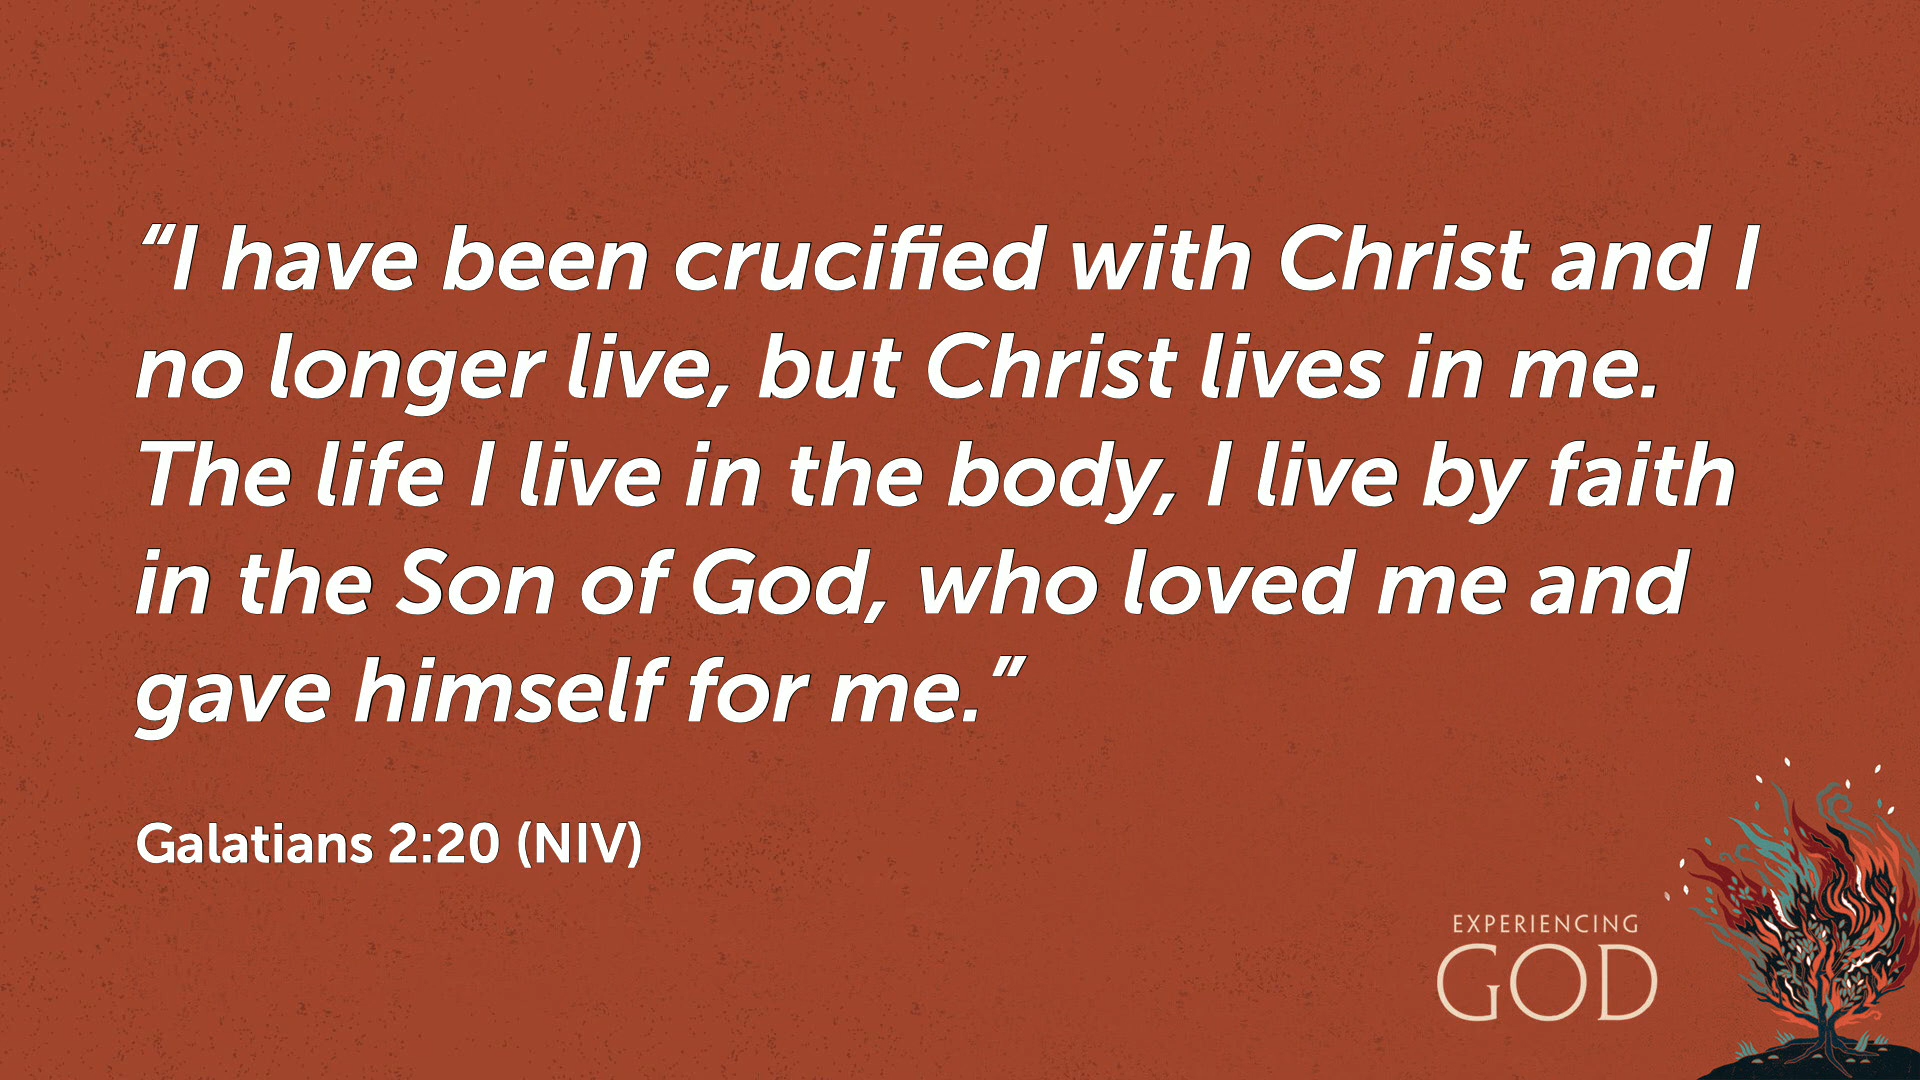 “I have been crucified with Christ and I
no longer live, but Christ lives in me.
The life I live in the body, I live by faith
in the Son of God, who loved me and
gave himself for me.”
Galatians 2:20 (NIV)
EXPERIENCING
GOD